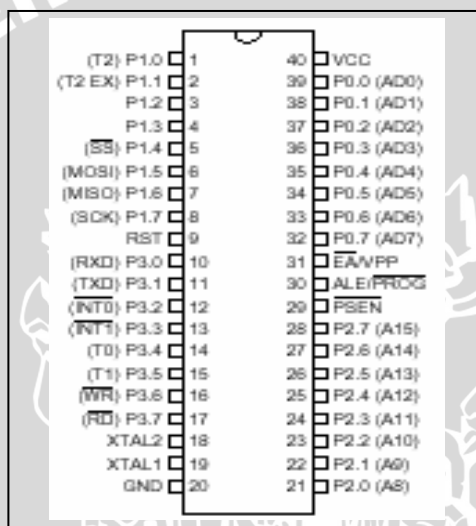 (T2) P1.0 1 40 VCC
(T2 EX) P1.1 2 39 P0.0 (AD0)
P1.2 3 38 P0.1 (AD1)
P1.3 4 37 P0.2 (AD2)
(SS) P1.4 5 36 P0.3 (AD3)
(MOSI) P1.5 6 35 P0.4 (AD4)
(MISO) P1.6 7 34 P0.5 (AD5)
(SCK) P1.7 8 33 P0.6 (AD6)
RST 9 32 P0.7 (AD7)
(RXD) P3.0 10 31 EA/VPP
(TXD) P3.1 11 30 ALE/PROG
(INT0) P3.2 12 29 PSEN
(INT1) P3.3 13 28 P2.7 (A15)
(T0) P3.4 14 27 P2.6 (A14)
(T1) P3.5 15 26 P2.5 (A13)
(WR) P3.6 16 25 P2.4 (A12)
(RD) P3.7 17 24 P2.3 (A11)
XTAL2 18 23 P2.2 (A10)
XTAL1 19 22 P2.1 (A9)
GND 20 21 P2.0 (A8)